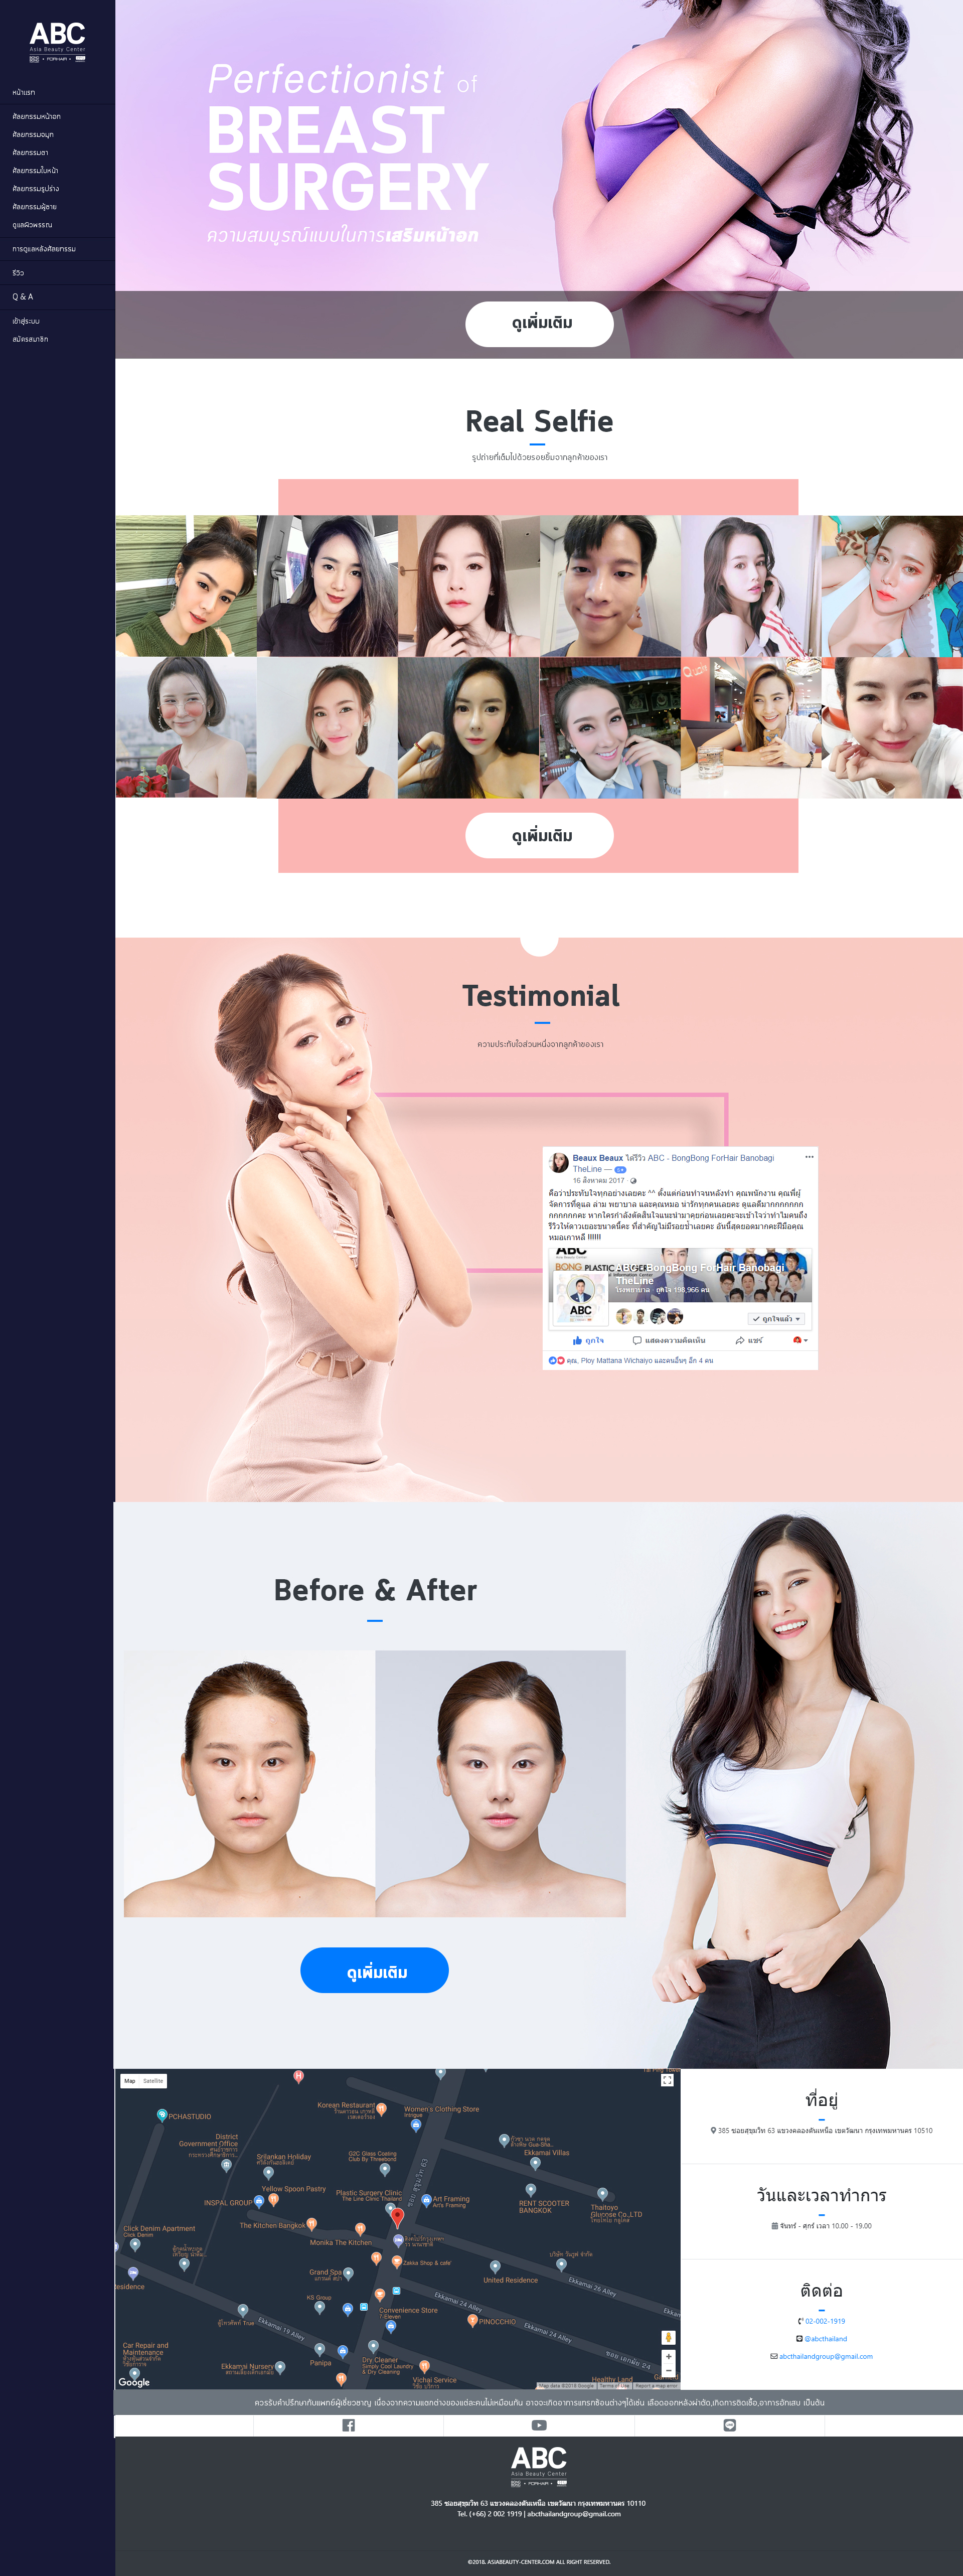 ABC
Asia Beauty Center
FORHAIR
หน้าแรก
ศัลยกรรมหน้าอก
ศัลยกรรมจมูก
ศัลยกรรมตา
ศัลยกรรมใบหน้า
ศัลยกรรมรูปร่าง
ศัลยกรรมผู้ชาย
ดูแลผิวพรรณ
การดูแลหลังศัลยกรรม
รีวิว
Q & A
เข้าสู่ระบบ
สมัครสมาชิก
Perfectionist of
BREAST
SURGERY
ความสมบูรณ์แบบในการเสริมหน้าอก
ดูเพิ่มเติม
Real Selfie
รูปถ่ายที่เต็มไปด้วยรอยยิ้มจากลูกค้าของเรา
ดูเพิ่มเติม
Testimonial
ความประทับใจส่วนหนึ่งจากลูกค้าของเรา
Beaux Beaux ได้รีวิว ABC - BongBong ForHair Banobagi
TheLine —
16 สิงหาคม 2017
คือว่าประทับใจทุกอย่างเลยคะ ^^ ตั้งแต่ก่อนทำจนหลังทำ คุณพนักงาน คุณพี่ผู้
จัดการที่ดูแล ล่าม พยาบาล และคุณหมอ น่ารักทุกคนเลยคะ ดูแลดีมากกกกกก
กกกกกกคะ หากใครกำลังตัดสินใจแนะนำมาคุยก่อนเลยคะจะเข้าใจว่าทำไมคนถึง
รีวิวให้ดาวเยอะขนาดนี้คะ ที่สำคัญไม่มีรอยช้ำเลยคะ อันนี้สุดยอดมากคะฝีมือคุณ
หมอเกาหลี !!!!!!
ABC - BongBong ForHair Banobagi
TheLine
โรงพยาบาล · ถูกใจ 198,966 คน
ABC
ถูกใจแล้ว
ถูกใจ
แสดงความคิดเห็น
แชร์
คุณ, Ploy Mattana Wichaiyo และคนอื่นๆ อีก 4 คน
Before & After
ดูเพิ่มเติม
Map
Satellite
Korean Restaurant
Women's Clothing Store
Intrigue
PCHASTUDIO
District
Government Office
Srilankan Holiday
G2C Glass Coating
Club By Threebond
Ekkamai Villas
Yellow Spoon Pastry
Plastic Surgery Clinic
The Line Clinic Thailand
INSPAL GROUP
Art Framing
Art's Framing
RENT SCOOTER
BANGKOK
Thaitoyo
Glucose Co.,LTD
ซอย สุขุมวิท 63
The Kitchen Bangkok
Click Denim Apartment
Click Denim
Monika The Kitchen
Zakka Shop & cafe'
Grand Spa
United Residence
Ekkamai 26 Alley
KS Group
Ekkamai 24 Alley
Convenience Store
7-Eleven
PINOCCHIO
Ekkamai 24 Alley
Ekkamai 19 Alley
Car Repair and
Maintenance
Panipa
Dry Cleaner
Simply Cool Laundry
& Dry Cleaning
Ekkamai Nursery
ซอย เอกมัย 24
Vichai Service
Healthy Land
Google
Map data ©2018 Google
Terms of Use
Report a map error
ที่อยู่
385 ซอยสุขุมวิท 63 แขวงคลองตันเหนือ เขตวัฒนา กรุงเทพมหานคร 10510
วันและเวลาทำการ
จันทร์ - ศุกร์ เวลา 10.00 - 19.00
ติดต่อ
02-002-1919
@abcthailand
abcthailandgroup@gmail.com
ควรรับคำปรึกษากับแพทย์ผู้เชี่ยวชาญ เนื่องจากความแตกต่างของแต่ละคนไม่เหมือนกัน อาจจะเกิดอาการแทรกซ้อนต่างๆได้เช่น เลือดออกหลังผ่าตัด,เกิดการติดเชื้อ,อาการอักเสบ เป็นต้น
ABC
Asia Beauty Center
FORHAIR
385 ซอยสุขุมวิท 63 แขวงคลองตันเหนือ เขตวัฒนา กรุงเทพมหานคร 10110
Tel. (+66) 2 002 1919 | abcthailandgroup@gmail.com
©2018. ASIABEAUTY-CENTER.COM ALL RIGHT RESERVED.